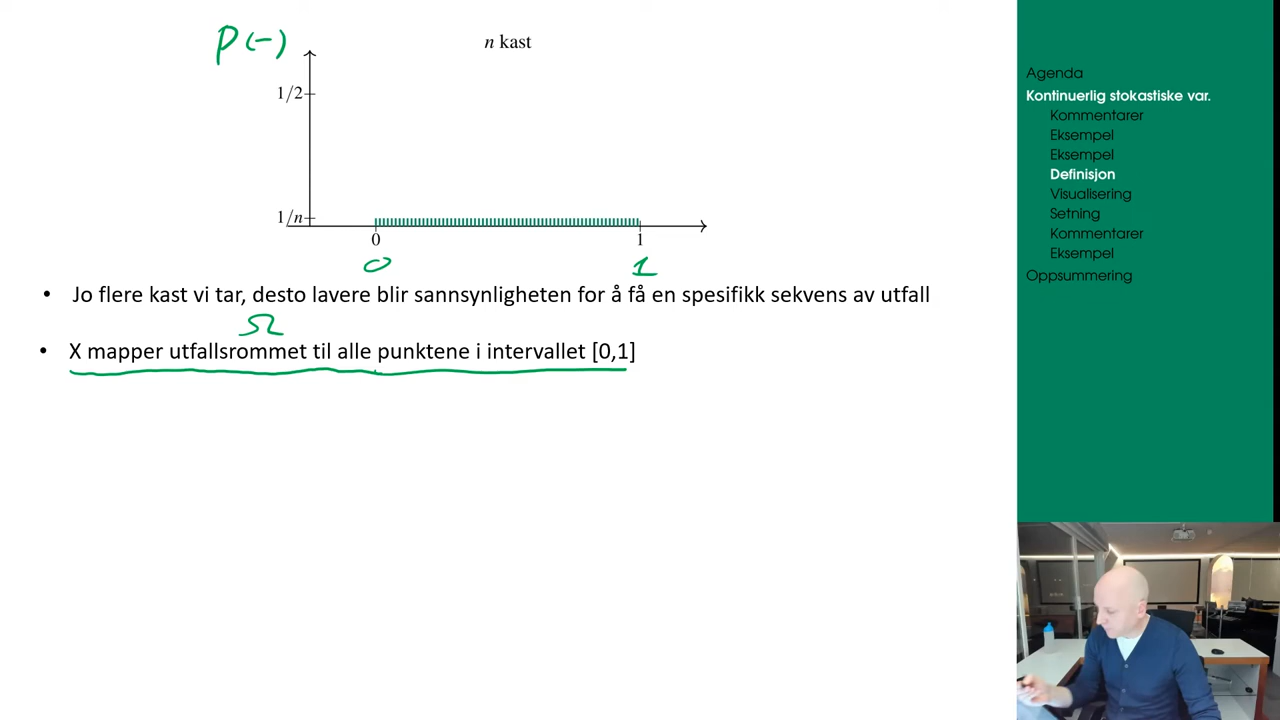 P(-)
n kast
1/2
1/n
0
1
0
1
• Jo flere kast vi tar, desto lavere blir sannsynligheten for å få en spesifikk sekvens av utfall
Ω
• X mapper utfallsrommet til alle punktene i intervallet [0,1]
Agenda
Kontinuerlig stokastiske var.
Kommentarer
Eksempel
Eksempel
Definisjon
Visualisering
Setning
Kommentarer
Eksempel
Oppsummering